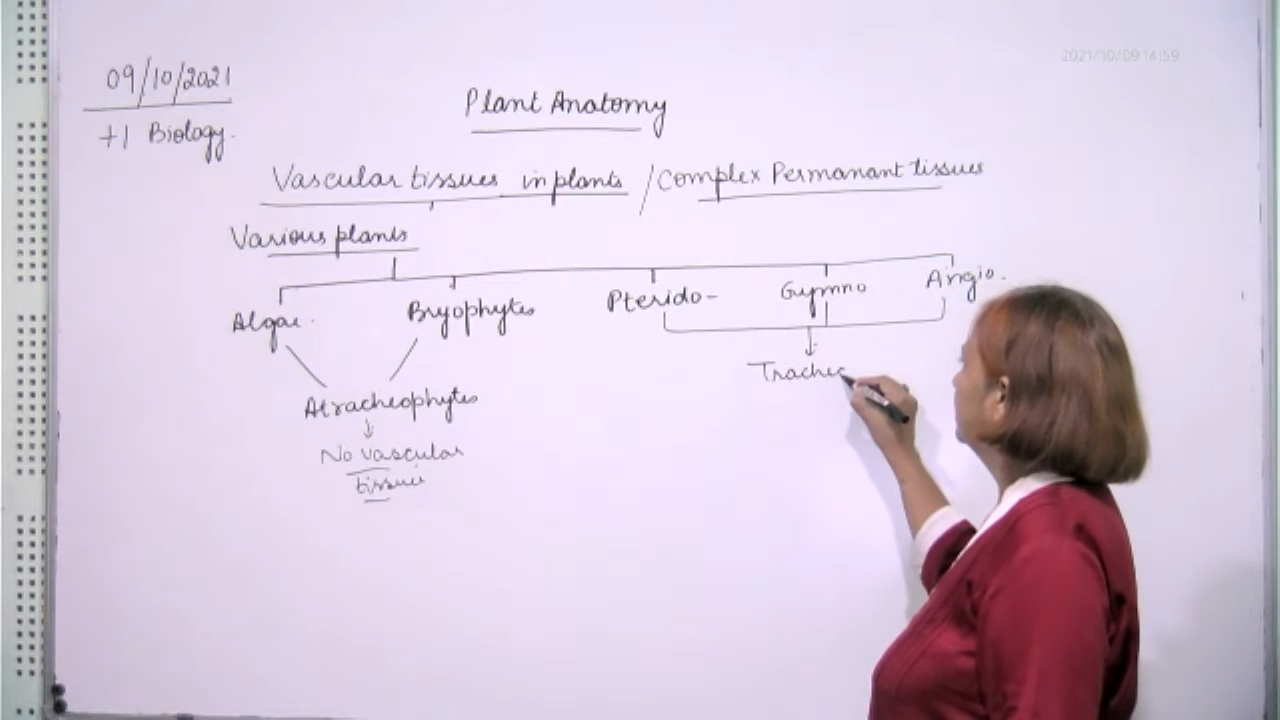 2021/10/09 14:59
09/10/2021
+1 Biology.
Plant Anatomy
Vascular tissues in plants / Complex Permanant tissues
Various plants
Algae.
Bryophytes
Pterido-
Gymno
Angio.
Atracheophytes
No vascular
tissue
Trache